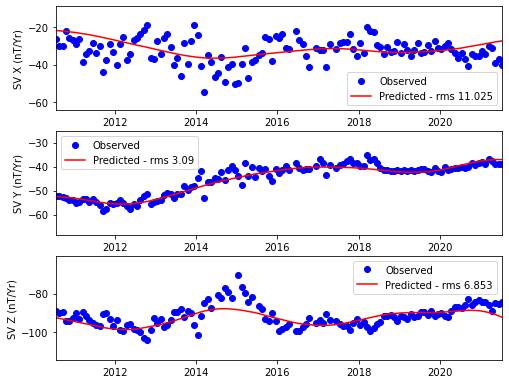 SV X (nT/Yr)
−20
−40
−60
Observed
Predicted - rms 11.025
2012
2014
2016
2018
2020
SV Y (nT/Yr)
−30
−40
−50
−60
Observed
Predicted - rms 3.09
2012
2014
2016
2018
2020
SV Z (nT/Yr)
−80
−100
Observed
Predicted - rms 6.853
2012
2014
2016
2018
2020